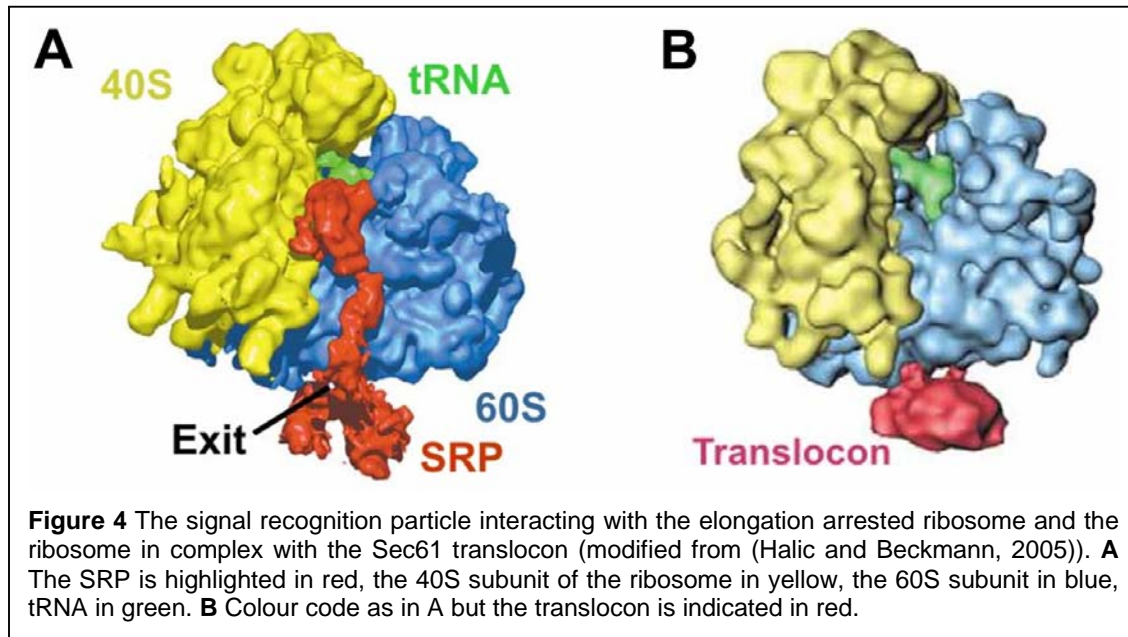 A
B
40S
tRNA
60S
Exit
SRP
Translocon
Figure 4 The signal recognition particle interacting with the elongation arrested ribosome and the
ribosome in complex with the Sec61 translocon (modified from (Halic and Beckmann, 2005)). A
The SRP is highlighted in red, the 40S subunit of the ribosome in yellow, the 60S subunit in blue,
tRNA in green. B Colour code as in A but the translocon is indicated in red.